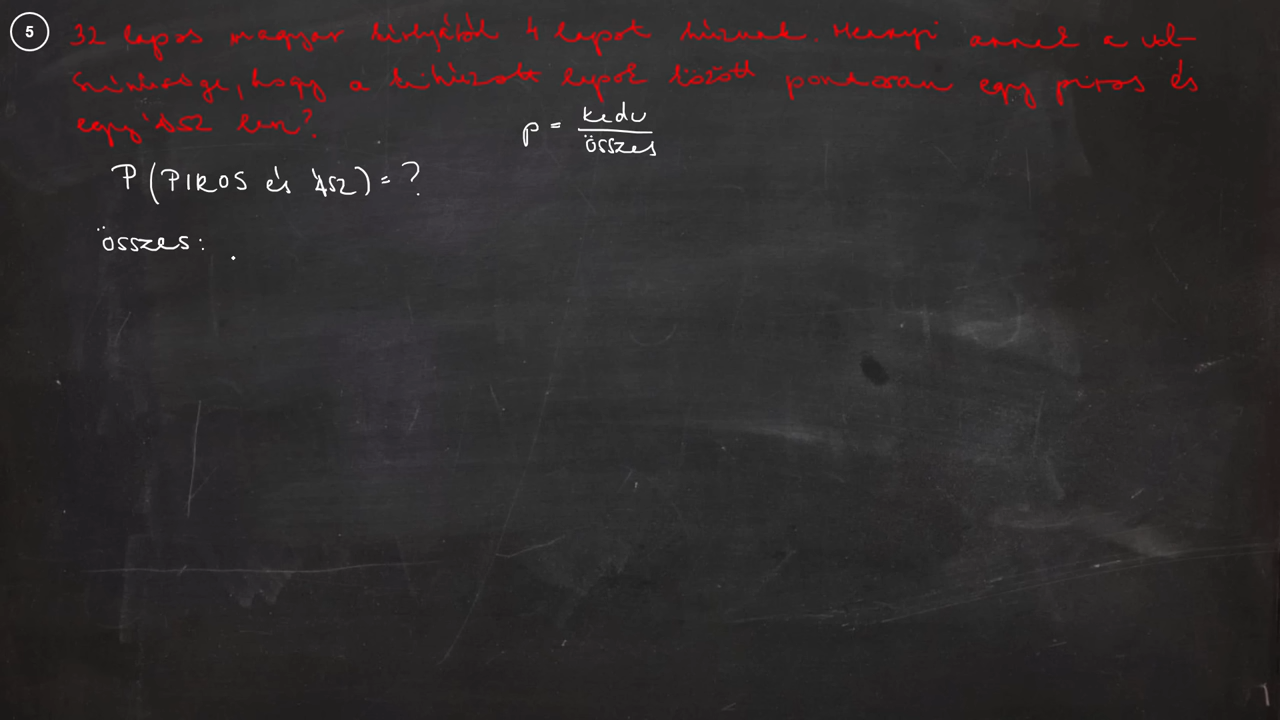 5
32 lapos magyar kártyából 4 lapot húznak. Mennyi annak a val-
színűsége, hogy a kihúzott lapok között pontosan egy piros és
egy ász lesz?
p = kedv
összes
P (PIROS és ÁSZ) = ?
összes: